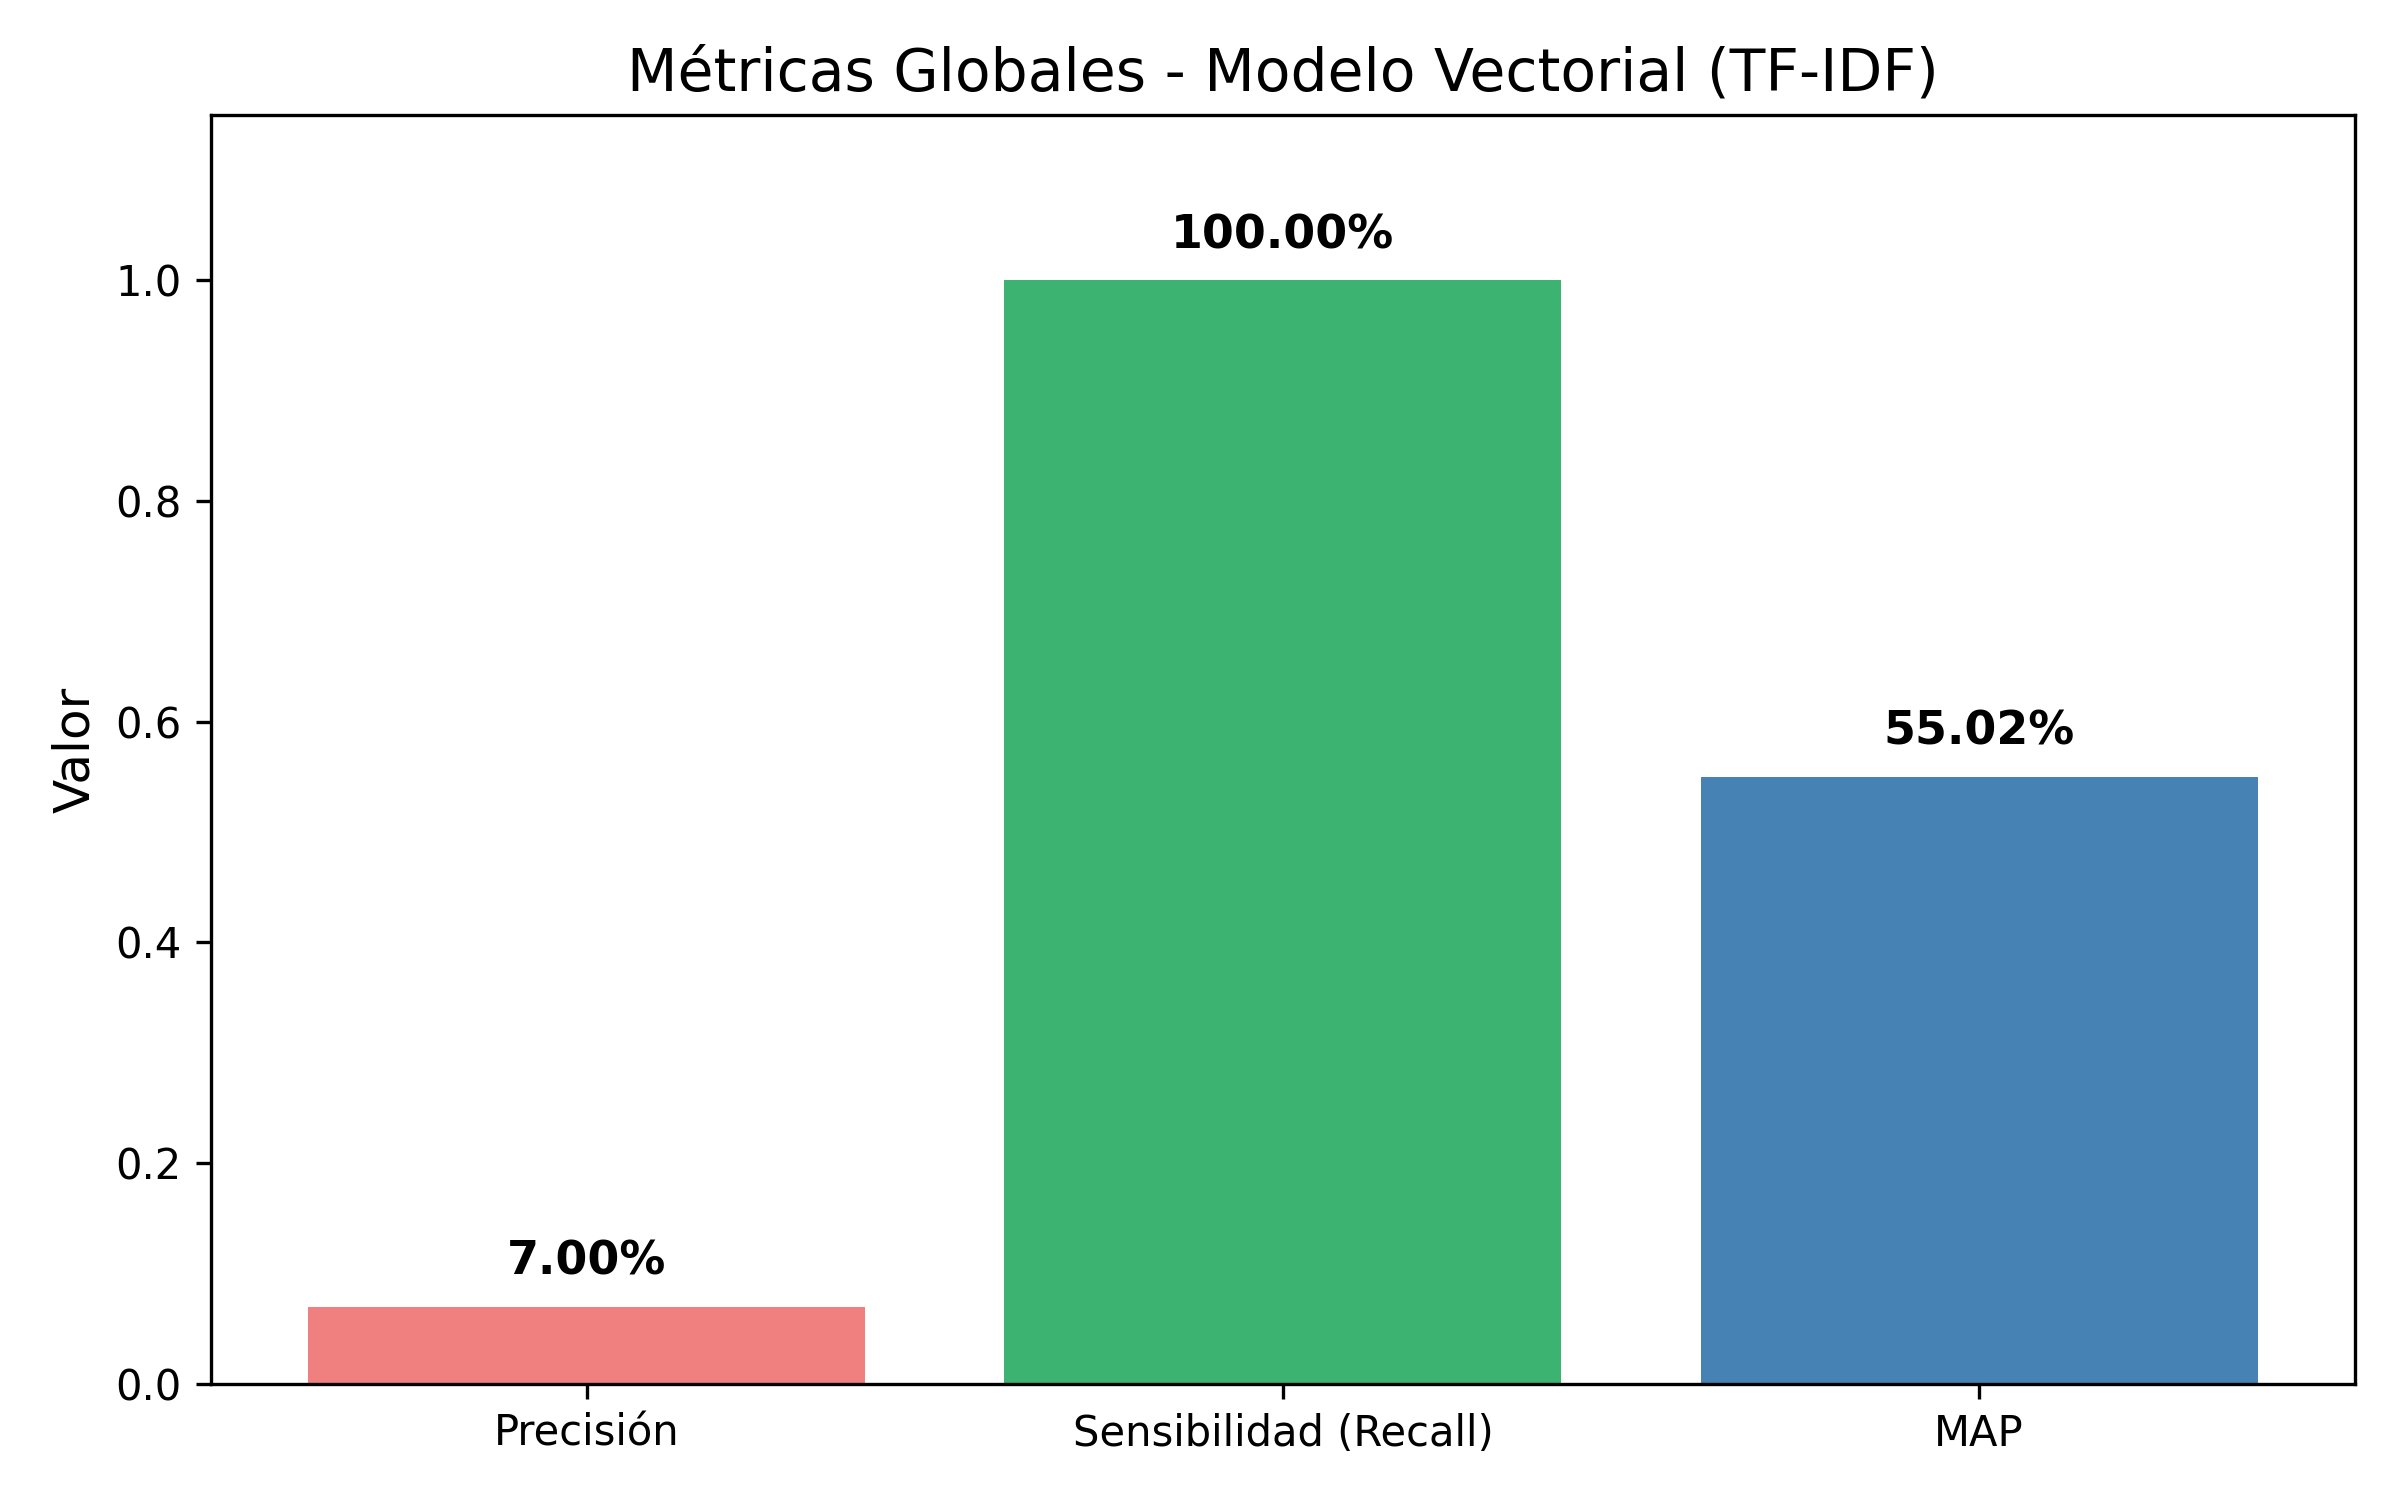 Métricas Globales - Modelo Vectorial (TF-IDF)
Valor
1.0
0.8
0.6
0.4
0.2
0.0
7.00%
100.00%
55.02%
Precisión
Sensibilidad (Recall)
MAP